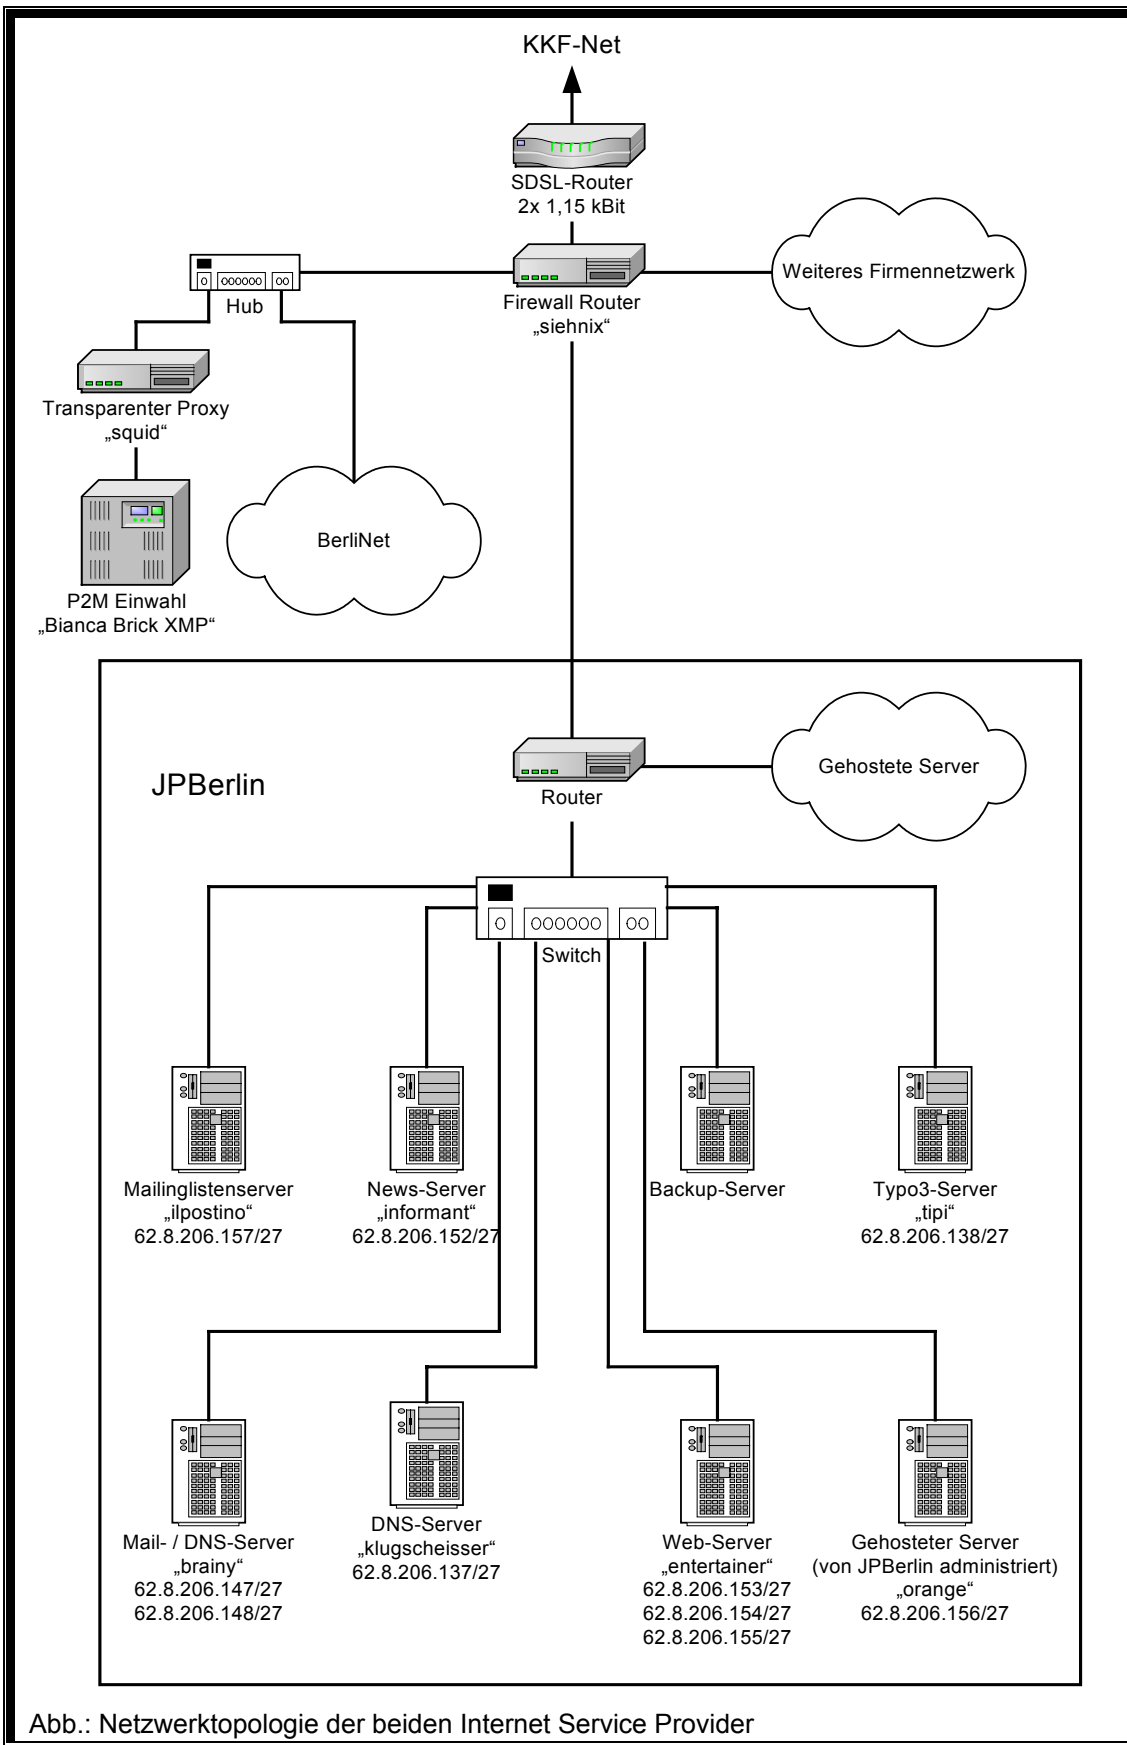 KKF-Net
SDSL-Router
2x 1,15 kBit
Weiteres Firmennetzwerk
Hub
Firewall Router
„siehnix“
Transparenter Proxy
„squid“
BerliNet
P2M Einwahl
„Bianca Brick XMP“
JPBerlin
Router
Gehostete Server
Switch
Mailinglistenserver
„ilpostino“
62.8.206.157/27
News-Server
„informant“
62.8.206.152/27
Backup-Server
Typo3-Server
„tipi“
62.8.206.138/27
Mail- / DNS-Server
„brainy“
62.8.206.147/27
62.8.206.148/27
DNS-Server
„klugscheisser“
62.8.206.137/27
Web-Server
„entertainer“
62.8.206.153/27
62.8.206.154/27
62.8.206.155/27
Gehosteter Server
(von JPBerlin administriert)
„orange“
62.8.206.156/27
Abb.: Netzwerktopologie der beiden Internet Service Provider